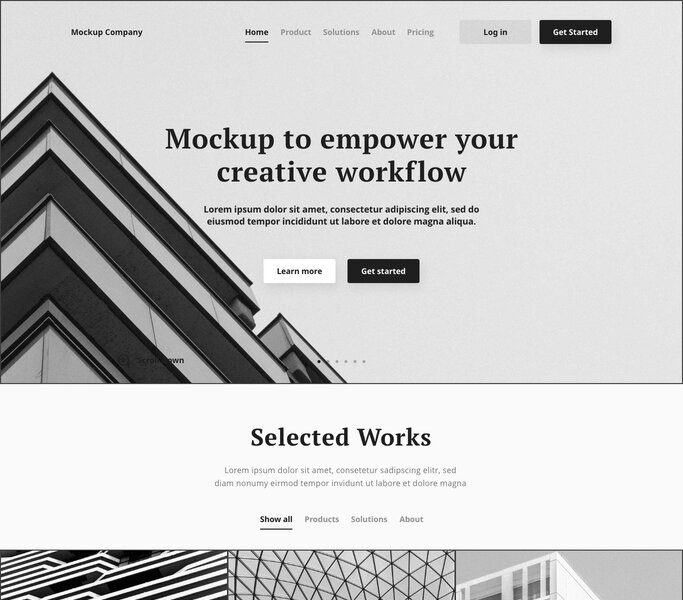 Mockup Company
Home Product Solutions About Pricing
Log in
Get Started
Mockup to empower your
creative workflow
Lorem ipsum dolor sit amet, consectetur adipiscing elit, sed do
eiusmod tempor incididunt ut labore et dolore magna aliqua.
Learn more
Get started
Scroll down
Selected Works
Lorem ipsum dolor sit amet, consetetur sadipscing elitr, sed
diam nonumy eirmod tempor invidunt ut labore et dolore magna
Show all Products Solutions About